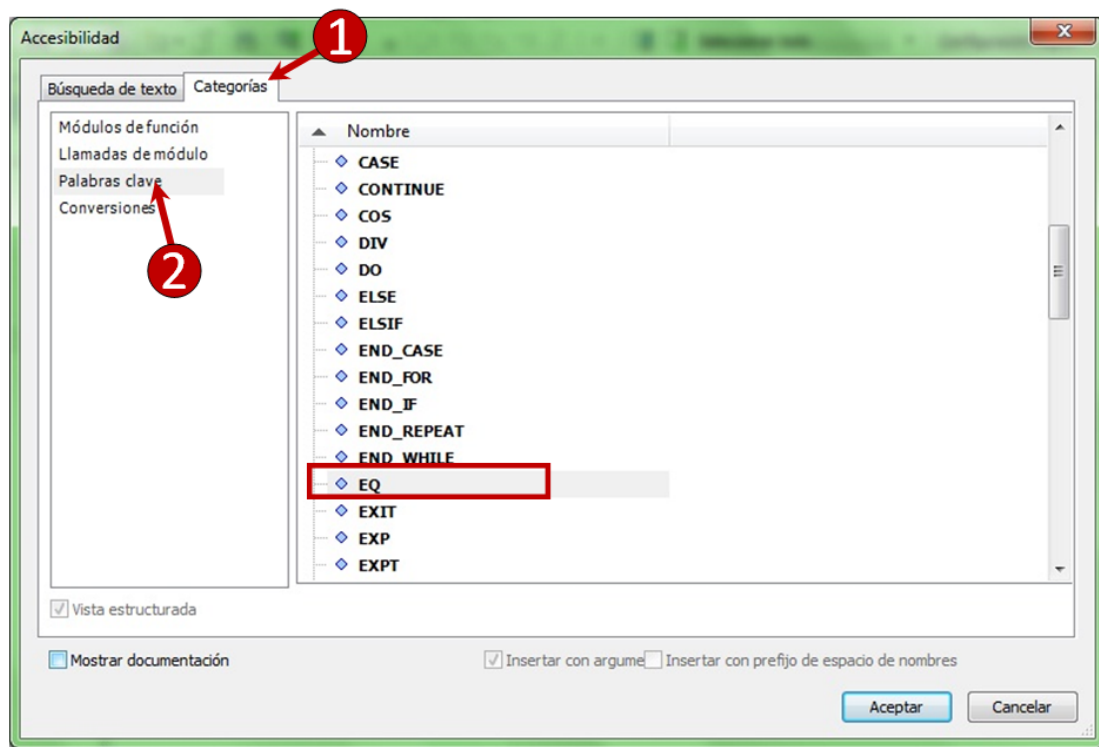 1
Accesibilidad
Búsqueda de texto Categorías
Módulos de función
Llamadas de módulo
Palabras clave
Conversiones
2
Nombre
CASE
CONTINUE
COS
DIV
DO
ELSE
ELSIF
END_CASE
END_FOR
END_IF
END_REPEAT
END_WHILE
EQ
EXIT
EXP
EXPT
Vista estructurada
Mostrar documentación Insertar con argume Insertar con prefijo de espacio de nombres
Aceptar Cancelar